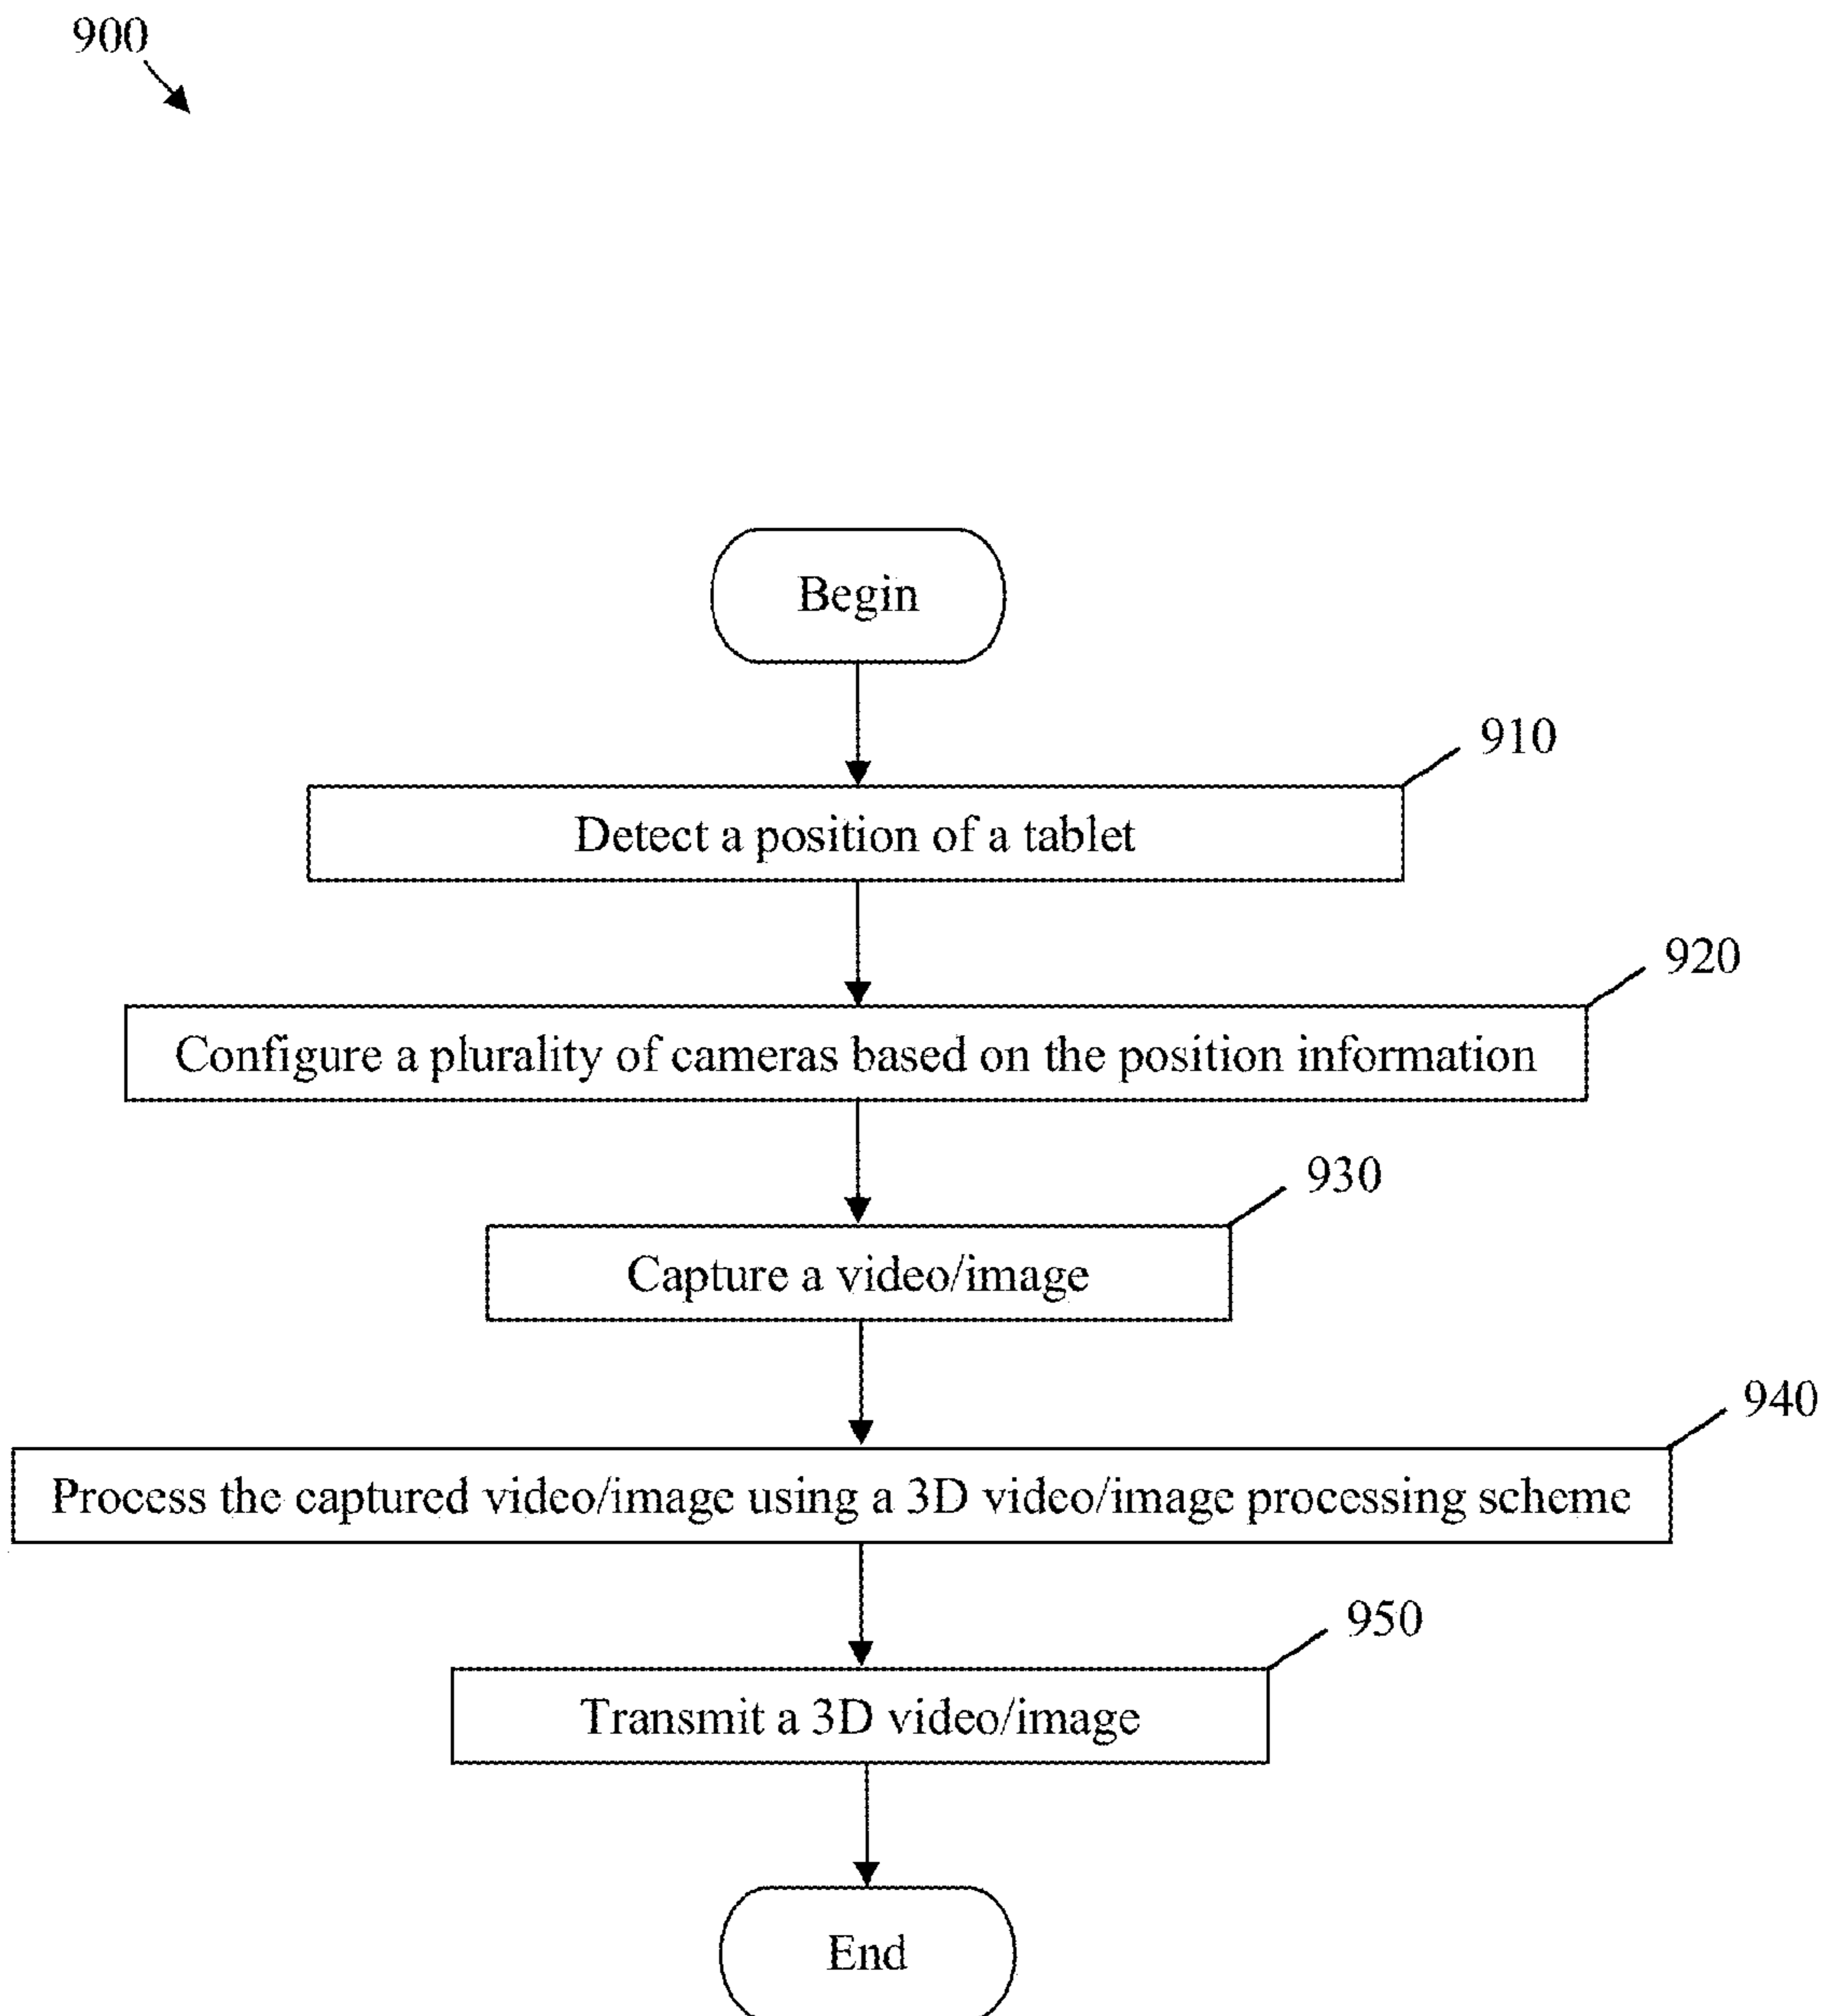 900
Begin
910
Detect a position of a tablet
920
Configure a plurality of cameras based on the position information
930
Capture a video/image
940
Process the captured video/image using a 3D video/image processing scheme
950
Transmit a 3D video/image
End